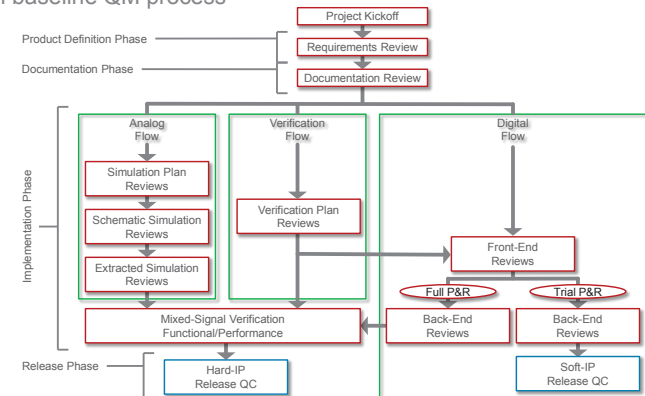 baseline QM process
Project Kickoff
Product Definition Phase
Requirements Review
Documentation Phase
Documentation Review
Analog
Flow
Verification
Flow
Digital
Flow
Implementation Phase
Simulation Plan
Reviews
Schematic Simulation
Reviews
Verification Plan
Reviews
Extracted Simulation
Reviews
Front-End
Reviews
Full P&R
Trial P&R
Mixed-Signal Verification
Functional/Performance
Back-End
Reviews
Back-End
Reviews
Release Phase
Hard-IP
Release QC
Soft-IP
Release QC